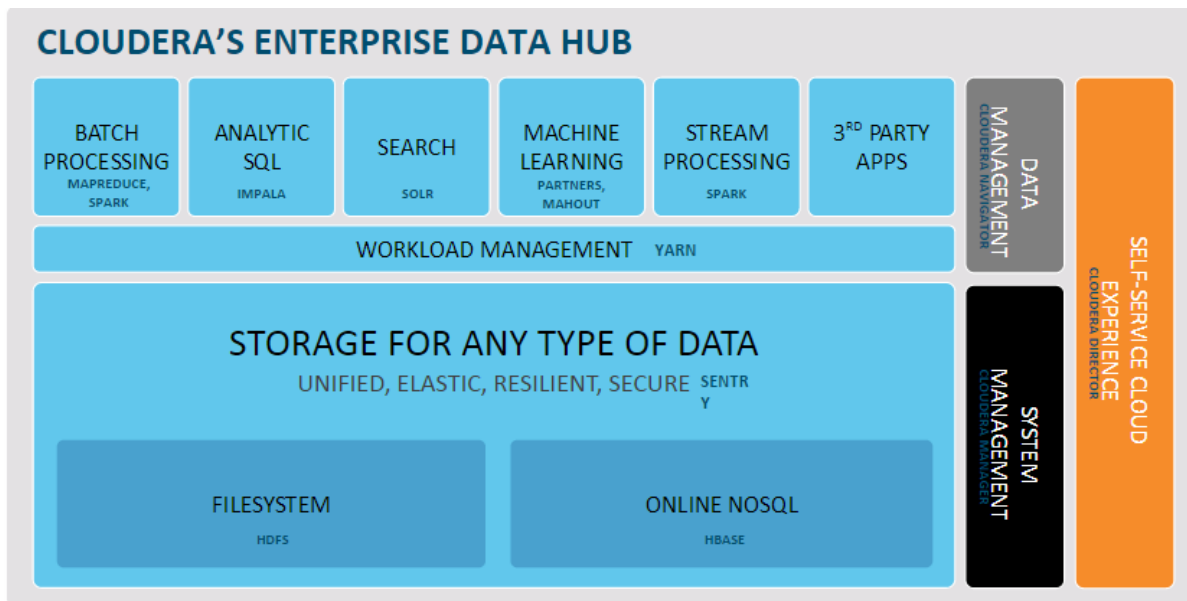 CLOUDERA’S ENTERPRISE DATA HUB
BATCH
PROCESSING
MAPREDUCE,
SPARK
ANALYTIC
SQL
IMPALA
SEARCH
SOLR
MACHINE
LEARNING
PARTNERS,
MAHOUT
STREAM
PROCESSING
SPARK
3RD PARTY
APPS
WORKLOAD MANAGEMENT YARN
STORAGE FOR ANY TYPE OF DATA
UNIFIED, ELASTIC, RESILIENT, SECURE SENTR
Y
FILESYSTEM
HDFS
ONLINE NOSQL
HBASE
DATA
MANAGEMENT
CLOUDERA NAVIGATOR
SYSTEM
MANAGEMENT
CLOUDERA MANAGER
SELF-SERVICE CLOUD
EXPERIENCE
CLOUDERA DIRECTOR